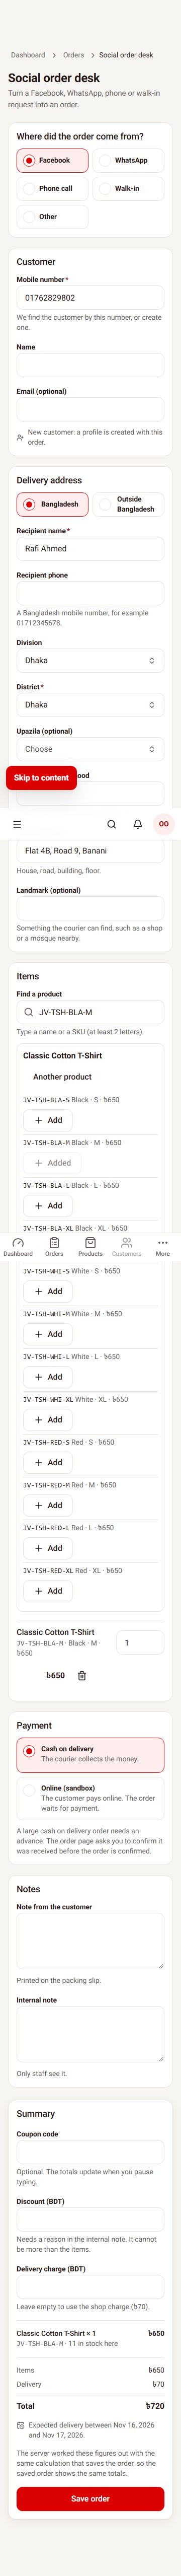 Dashboard > Orders > Social order desk
Social order desk
Turn a Facebook, WhatsApp, phone or walk-in
request into an order.
Where did the order come from?
Facebook
WhatsApp
Phone call
Walk-in
Other
Customer
Mobile number*
01762829802
We find the customer by this number, or create
one.
Name
Email (optional)
New customer: a profile is created with this
order.
Delivery address
Bangladesh
Outside
Bangladesh
Recipient name*
Rafi Ahmed
Recipient phone
A Bangladesh mobile number, for example
01712345678.
Division
Dhaka
District*
Dhaka
Upazila (optional)
Choose
Skip to content
ood
OO
Flat 4B, Road 9, Banani
House, road, building, floor.
Landmark (optional)
Something the courier can find, such as a shop
or a mosque nearby.
Items
Find a product
JV-TSH-BLA-M
Type a name or a SKU (at least 2 letters).
Classic Cotton T-Shirt
Another product
JV-TSH-BLA-S Black · S · ৳650
Add
JV-TSH-BLA-M Black · M · ৳650
Added
JV-TSH-BLA-L Black · L · ৳650
Add
JV-TSH-BLA-XL Black · XL · ৳650
Dashboard
Orders
Products
Customers
More
JV-TSH-WHI-S White · S · ৳650
Add
JV-TSH-WHI-M White · M · ৳650
Add
JV-TSH-WHI-L White · L · ৳650
Add
JV-TSH-WHI-XL White · XL · ৳650
Add
JV-TSH-RED-S Red · S · ৳650
Add
JV-TSH-RED-M Red · M · ৳650
Add
JV-TSH-RED-L Red · L · ৳650
Add
JV-TSH-RED-XL Red · XL · ৳650
Add
Classic Cotton T-Shirt
JV-TSH-BLA-M · Black · M ·
৳650
1
৳650
Payment
Cash on delivery
The courier collects the money.
Online (sandbox)
The customer pays online. The order
waits for payment.
A large cash on delivery order needs an
advance. The order page asks you to confirm it
was received before the order is confirmed.
Notes
Note from the customer
Printed on the packing slip.
Internal note
Only staff see it.
Summary
Coupon code
Optional. The totals update when you pause
typing.
Discount (BDT)
Needs a reason in the internal note. It cannot
be more than the items.
Delivery charge (BDT)
Leave empty to use the shop charge (৳70).
Classic Cotton T-Shirt × 1 ৳650
JV-TSH-BLA-M · 11 in stock here
Items ৳650
Delivery ৳70
Total ৳720
Expected delivery between Nov 16, 2026
and Nov 17, 2026.
The server worked these figures out with the
same calculation that saves the order, so the
saved order shows the same totals.
Save order